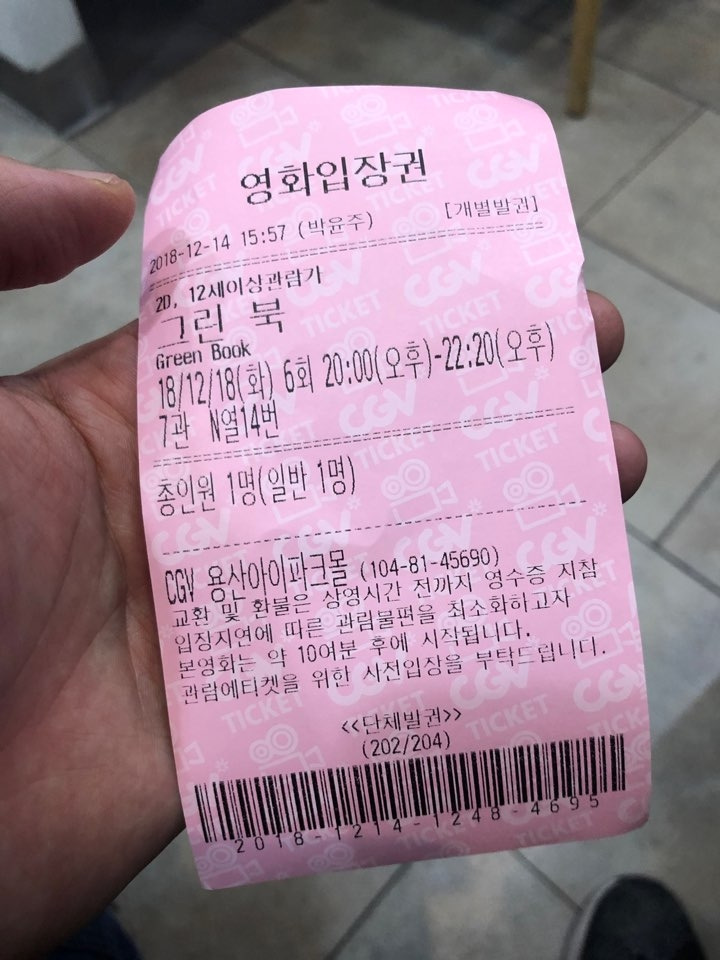 영화입장권
[개별발권]
2018-12-14 15:57 (박윤주)
2D, 12세이상관람가
그린 북
Green Book
18/12/18(화) 6회 20:00(오후)-22:20(오후)
7관 N열14번
총인원 1명(일반 1명)
CGV 용산아이파크몰 (104-81-45690)
교환 및 환불은 상영시간 전까지 영수증 지참
입장지연에 따른 관람불편을 최소화하고자
본영화는 약 10여분 후에 시작됩니다.
관람에티켓을 위한 사전입장을 부탁드립니다.
<<단체발권>>
(202/204)
2018-1214-1248-4695
CGV TICKET